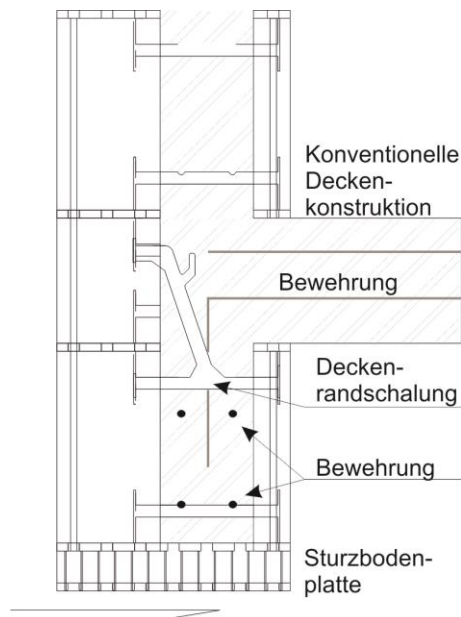 Konventionelle
Decken-
konstruktion
Bewehrung
Decken-
randschalung
Bewehrung
Sturzboden-
platte